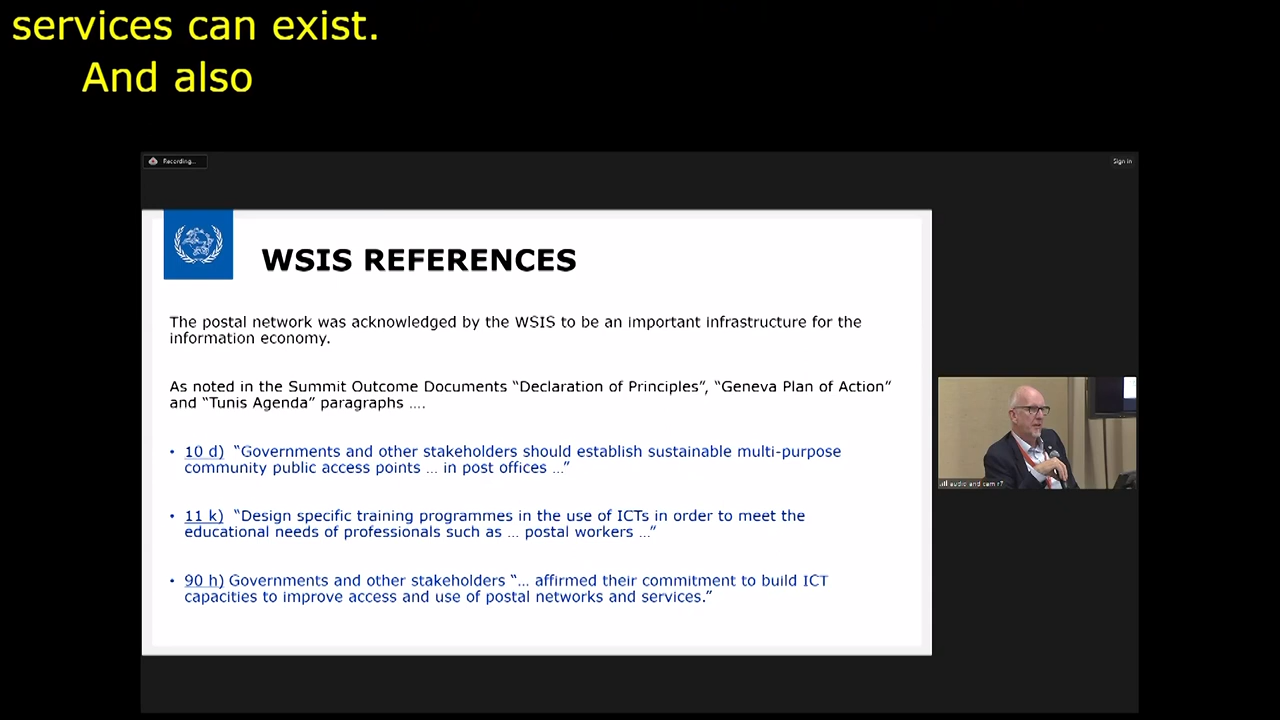 services can exist.
And also
Recording...
Sign in
WSIS REFERENCES
The postal network was acknowledged by the WSIS to be an important infrastructure for the
information economy.
As noted in the Summit Outcome Documents “Declaration of Principles”, “Geneva Plan of Action”
and “Tunis Agenda” paragraphs ....
• 10 d) “Governments and other stakeholders should establish sustainable multi-purpose
community public access points ... in post offices ...”
• 11 k) “Design specific training programmes in the use of ICTs in order to meet the
educational needs of professionals such as ... postal workers ...”
• 90 h) Governments and other stakeholders “... affirmed their commitment to build ICT
capacities to improve access and use of postal networks and services.”
audio and cam r7